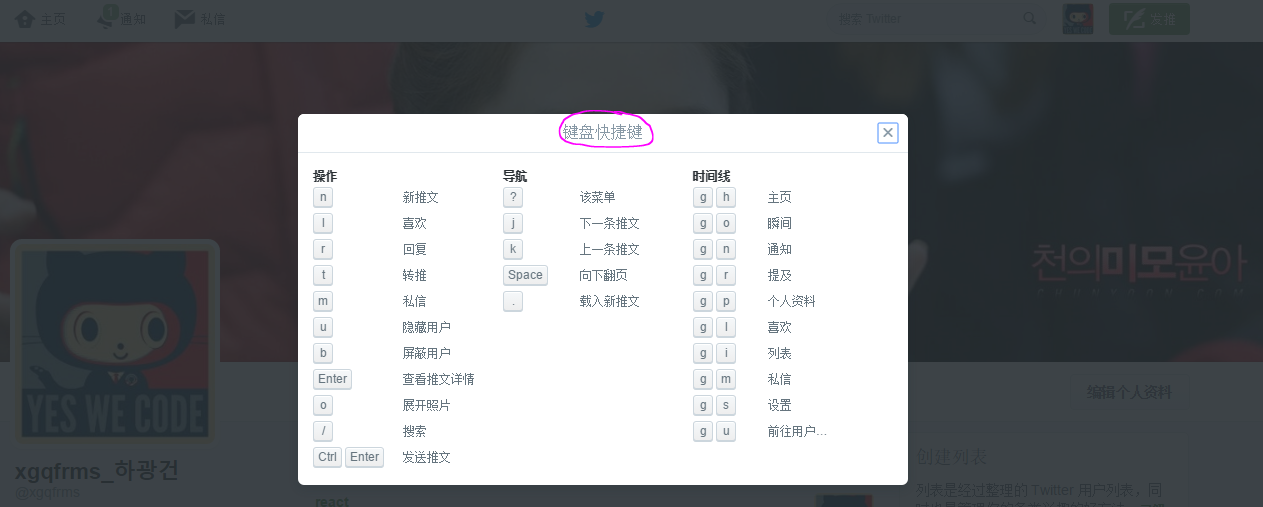 主页
1
通知
私信
搜索 Twitter
发推
键盘快捷键
操作
n 新推文
l 喜欢
r 回复
t 转推
m 私信
u 隐藏用户
b 屏蔽用户
Enter 查看推文详情
o 展开照片
/ 搜索
Ctrl Enter 发送推文
导航
? 该菜单
j 下一条推文
k 上一条推文
Space 向下翻页
. 载入新推文
时间线
g h 主页
g o 瞬间
g n 通知
g r 提及
g p 个人资料
g l 喜欢
g i 列表
g m 私信
g s 设置
g u 前往用户...
천의미모윤아
YES WE CODE
编辑个人资料
xgqfrms_하광건
@xgqfrms
react
创建列表
列表是经过整理的 Twitter 用户列表，同